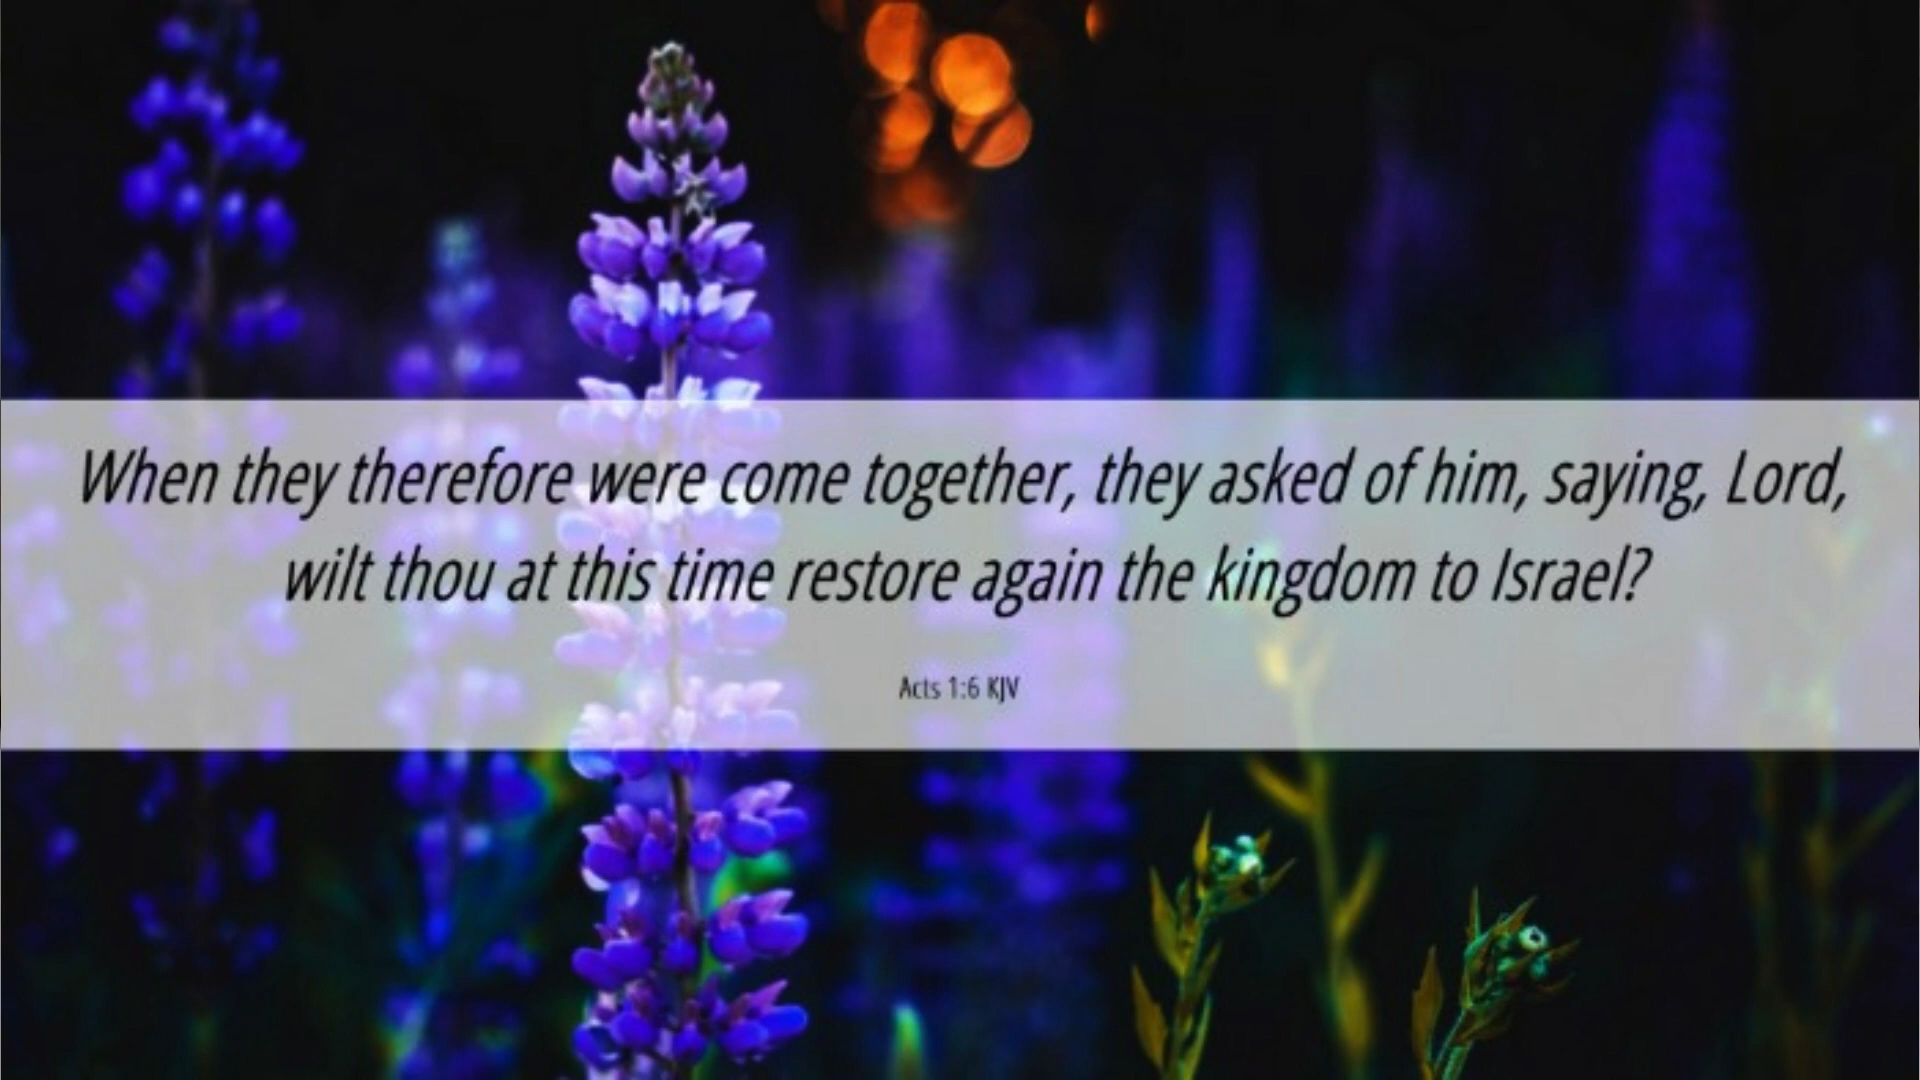 When they therefore were come together, they asked of him, saying, Lord,
wilt thou at this time restore again the kingdom to Israel?
Acts 1:6 KJV